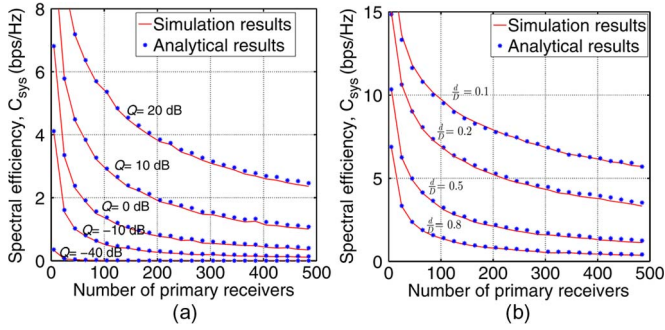 Spectral efficiency, C_sys (bps/Hz)
8
6
4
2
0
0 100 200 300 400 500
Number of primary receivers
Simulation results
Analytical results
Q= 20 dB
Q= 10 dB
Q= 0 dB
Q= −10 dB
Q= −40 dB
(a)
Spectral efficiency, C_sys (bps/Hz)
15
10
5
0
0 100 200 300 400 500
Number of primary receivers
Simulation results
Analytical results
d/D = 0.1
d/D = 0.2
d/D = 0.5
d/D = 0.8
(b)